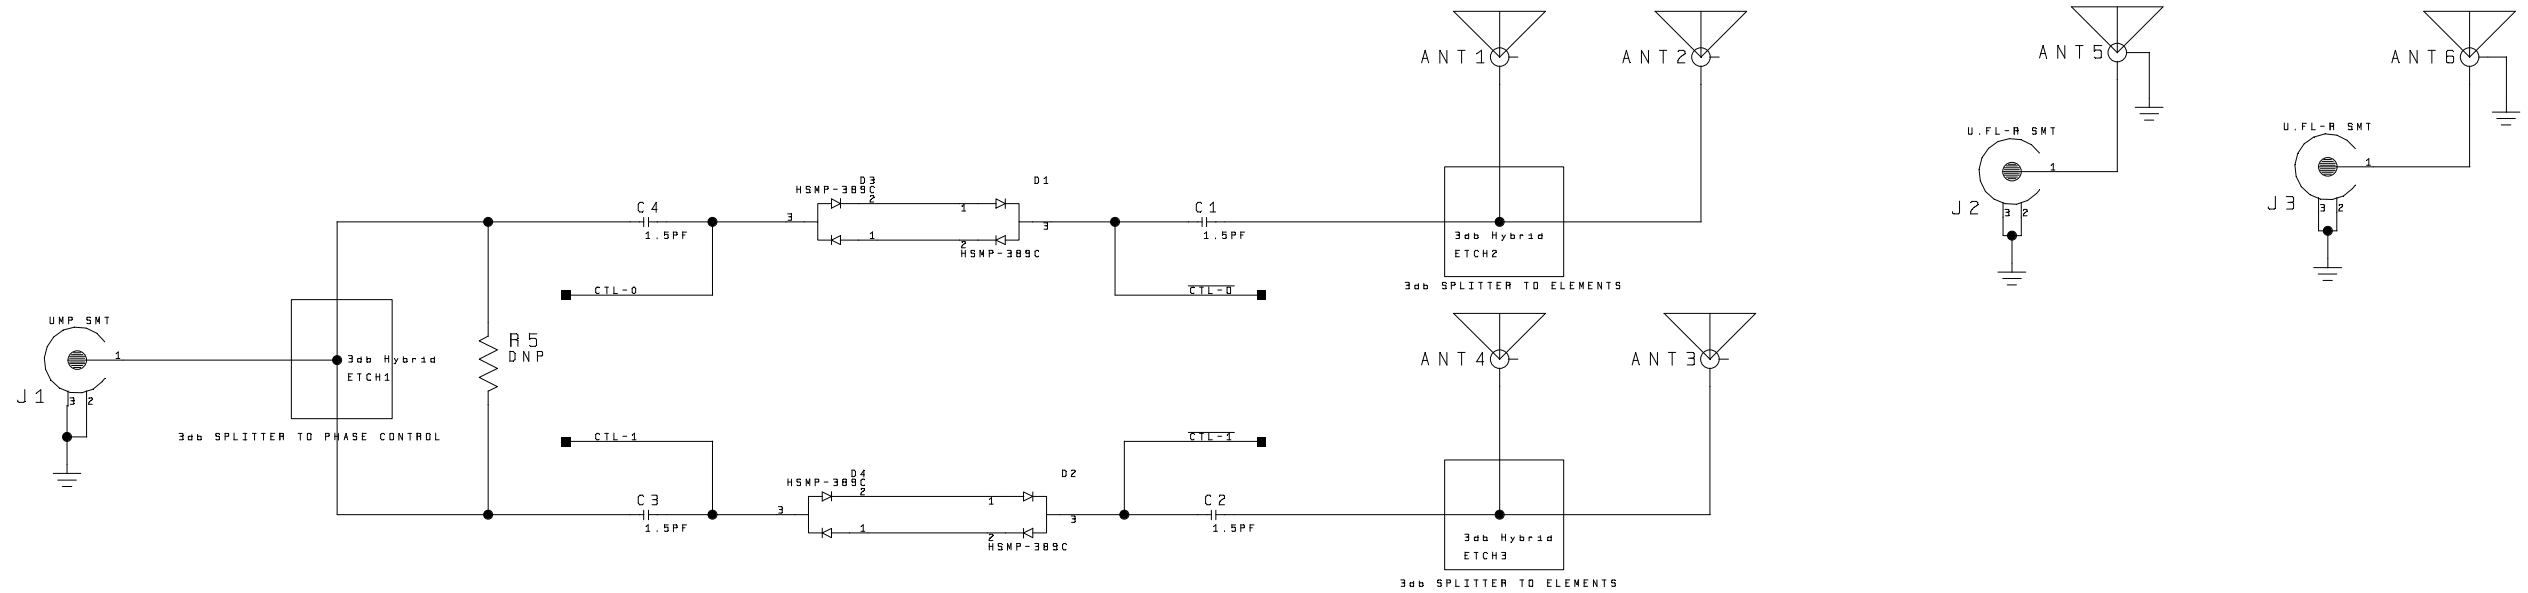 ANT1
ANT2
ANT5
ANT6
U.FL-R SMT
1
J2
3 2
U.FL-R SMT
1
J3
3 2
C4
1.5PF
3
D3
HSMP-389C
2
1
D1
1
2
3
HSMP-389C
C1
1.5PF
3db Hybrid
ETCH2
3db SPLITTER TO ELEMENTS
CTL-0
CTL-0
UMP SMT
1
J1
3 2
3db Hybrid
ETCH1
3db SPLITTER TO PHASE CONTROL
R5
DNP
ANT4
ANT3
CTL-1
CTL-1
C3
1.5PF
3
D4
HSMP-389C
2
1
D2
1
2
3
HSMP-389C
C2
1.5PF
3db Hybrid
ETCH3
3db SPLITTER TO ELEMENTS